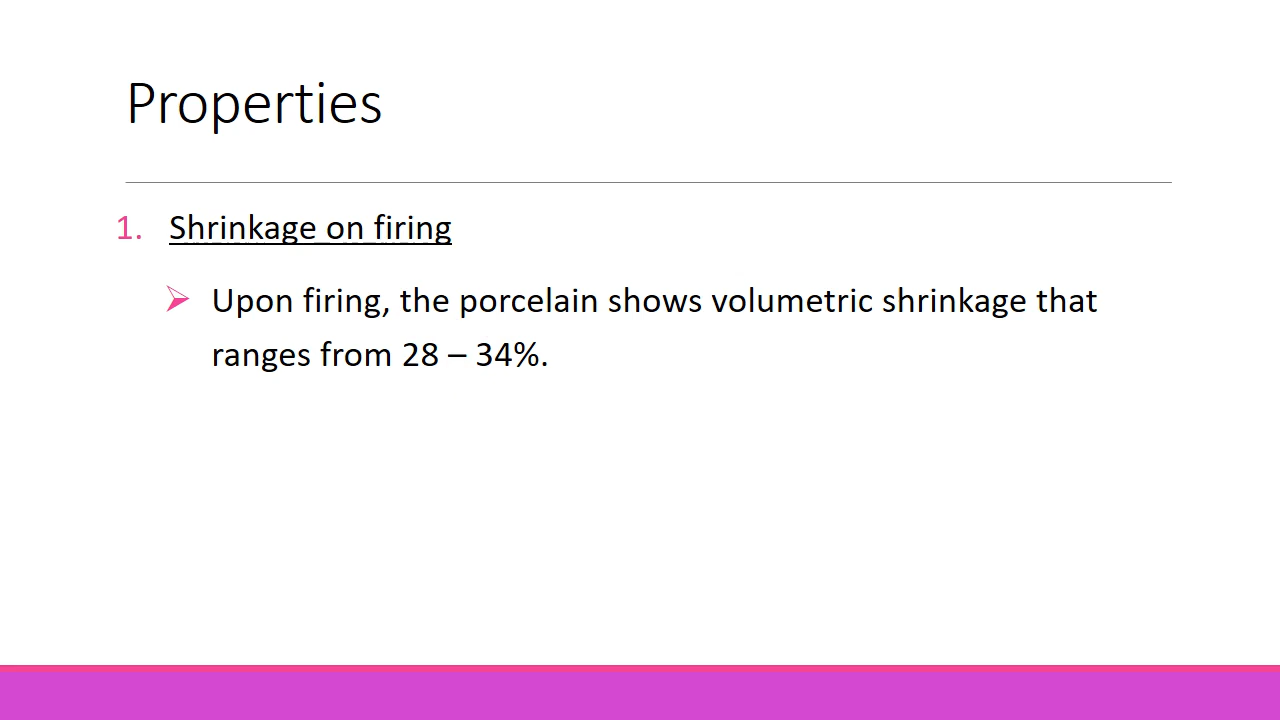 Properties
1. Shrinkage on firing
➢ Upon firing, the porcelain shows volumetric shrinkage that
ranges from 28 – 34%.